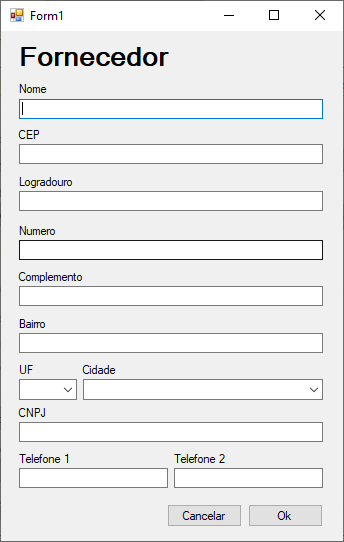 Form1
Fornecedor
Nome
CEP
Logradouro
Numero
Complemento
Bairro
UF Cidade
CNPJ
Telefone 1 Telefone 2
Cancelar Ok